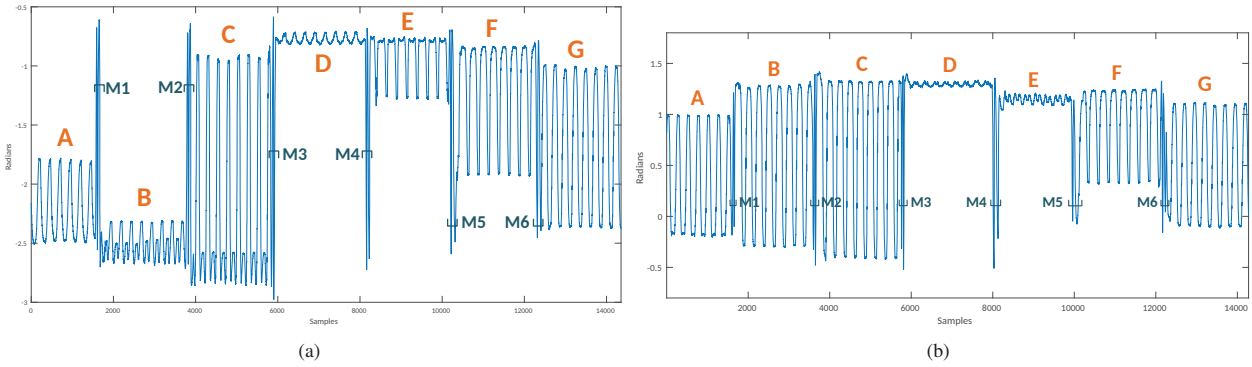 -0.5
-1
-1.5
-2
-2.5
-3
0
2000
4000
6000
8000
10000
12000
14000
Samples
Radians
A
B
C
D
E
F
G
M1
M2
M3
M4
M5
M6
(a)
1.5
1
0.5
0
-0.5
2000
4000
6000
8000
10000
12000
14000
Samples
Radians
A
B
C
D
E
F
G
M1
M2
M3
M4
M5
M6
(b)